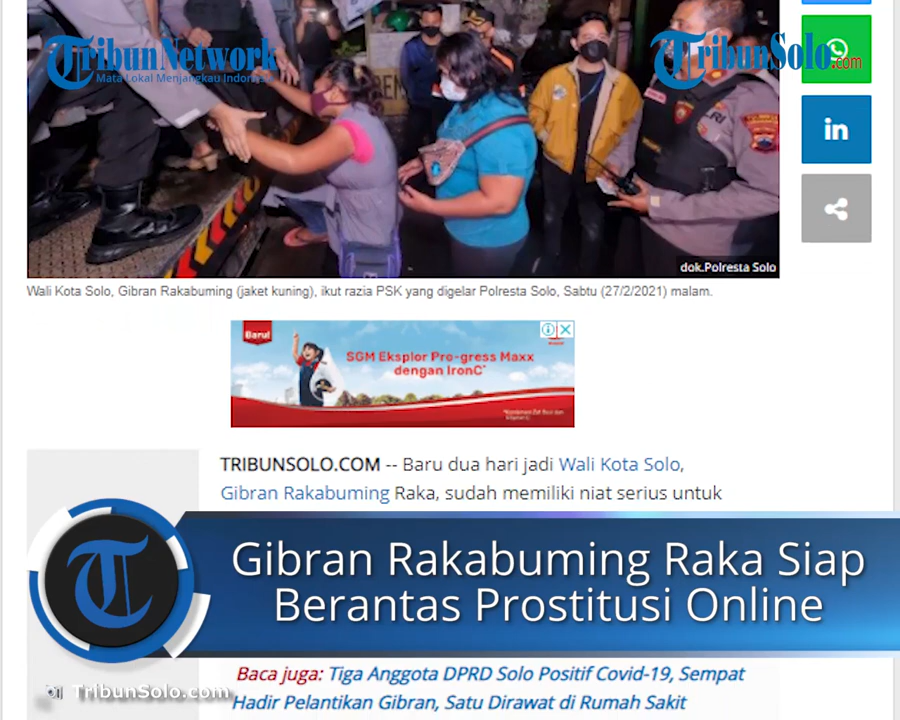 TribunNetwork
Mata Lokal Menjangkau Indonesia
TribunSolo.com
in
dok.Polresta Solo
Wali Kota Solo, Gibran Rakabuming (jaket kuning), ikut razia PSK yang digelar Polresta Solo, Sabtu (27/2/2021) malam.
Baru!
SGM Eksplor Pro-gress Maxx
dengan IronC*
TRIBUNSOLO.COM -- Baru dua hari jadi Wali Kota Solo,
Gibran Rakabuming Raka, sudah memiliki niat serius untuk
Gibran Rakabuming Raka Siap
Berantas Prostitusi Online
Baca juga: Tiga Anggota DPRD Solo Positif Covid-19, Sempat
Hadir Pelantikan Gibran, Satu Dirawat di Rumah Sakit
TribunSolo.com